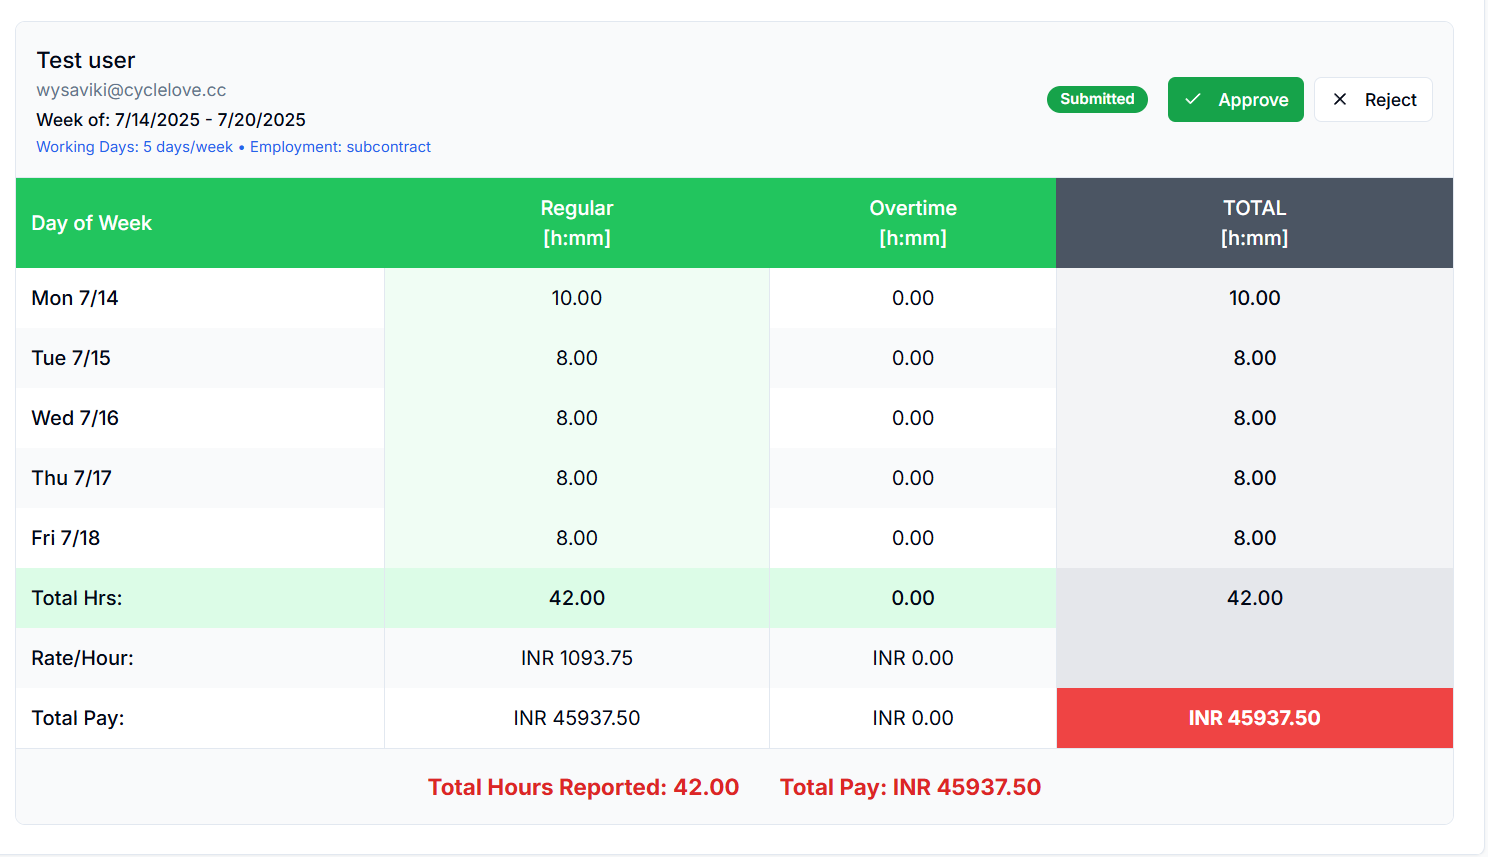 Test user
wysaviki@cyclelove.cc
Week of: 7/14/2025 - 7/20/2025
Working Days: 5 days/week • Employment: subcontract
Submitted
Approve
Reject
Day of Week
Regular
[h:mm]
Overtime
[h:mm]
TOTAL
[h:mm]
Mon 7/14 10.00 0.00 10.00
Tue 7/15 8.00 0.00 8.00
Wed 7/16 8.00 0.00 8.00
Thu 7/17 8.00 0.00 8.00
Fri 7/18 8.00 0.00 8.00
Total Hrs: 42.00 0.00 42.00
Rate/Hour: INR 1093.75 INR 0.00
Total Pay: INR 45937.50 INR 0.00 INR 45937.50
Total Hours Reported: 42.00 Total Pay: INR 45937.50